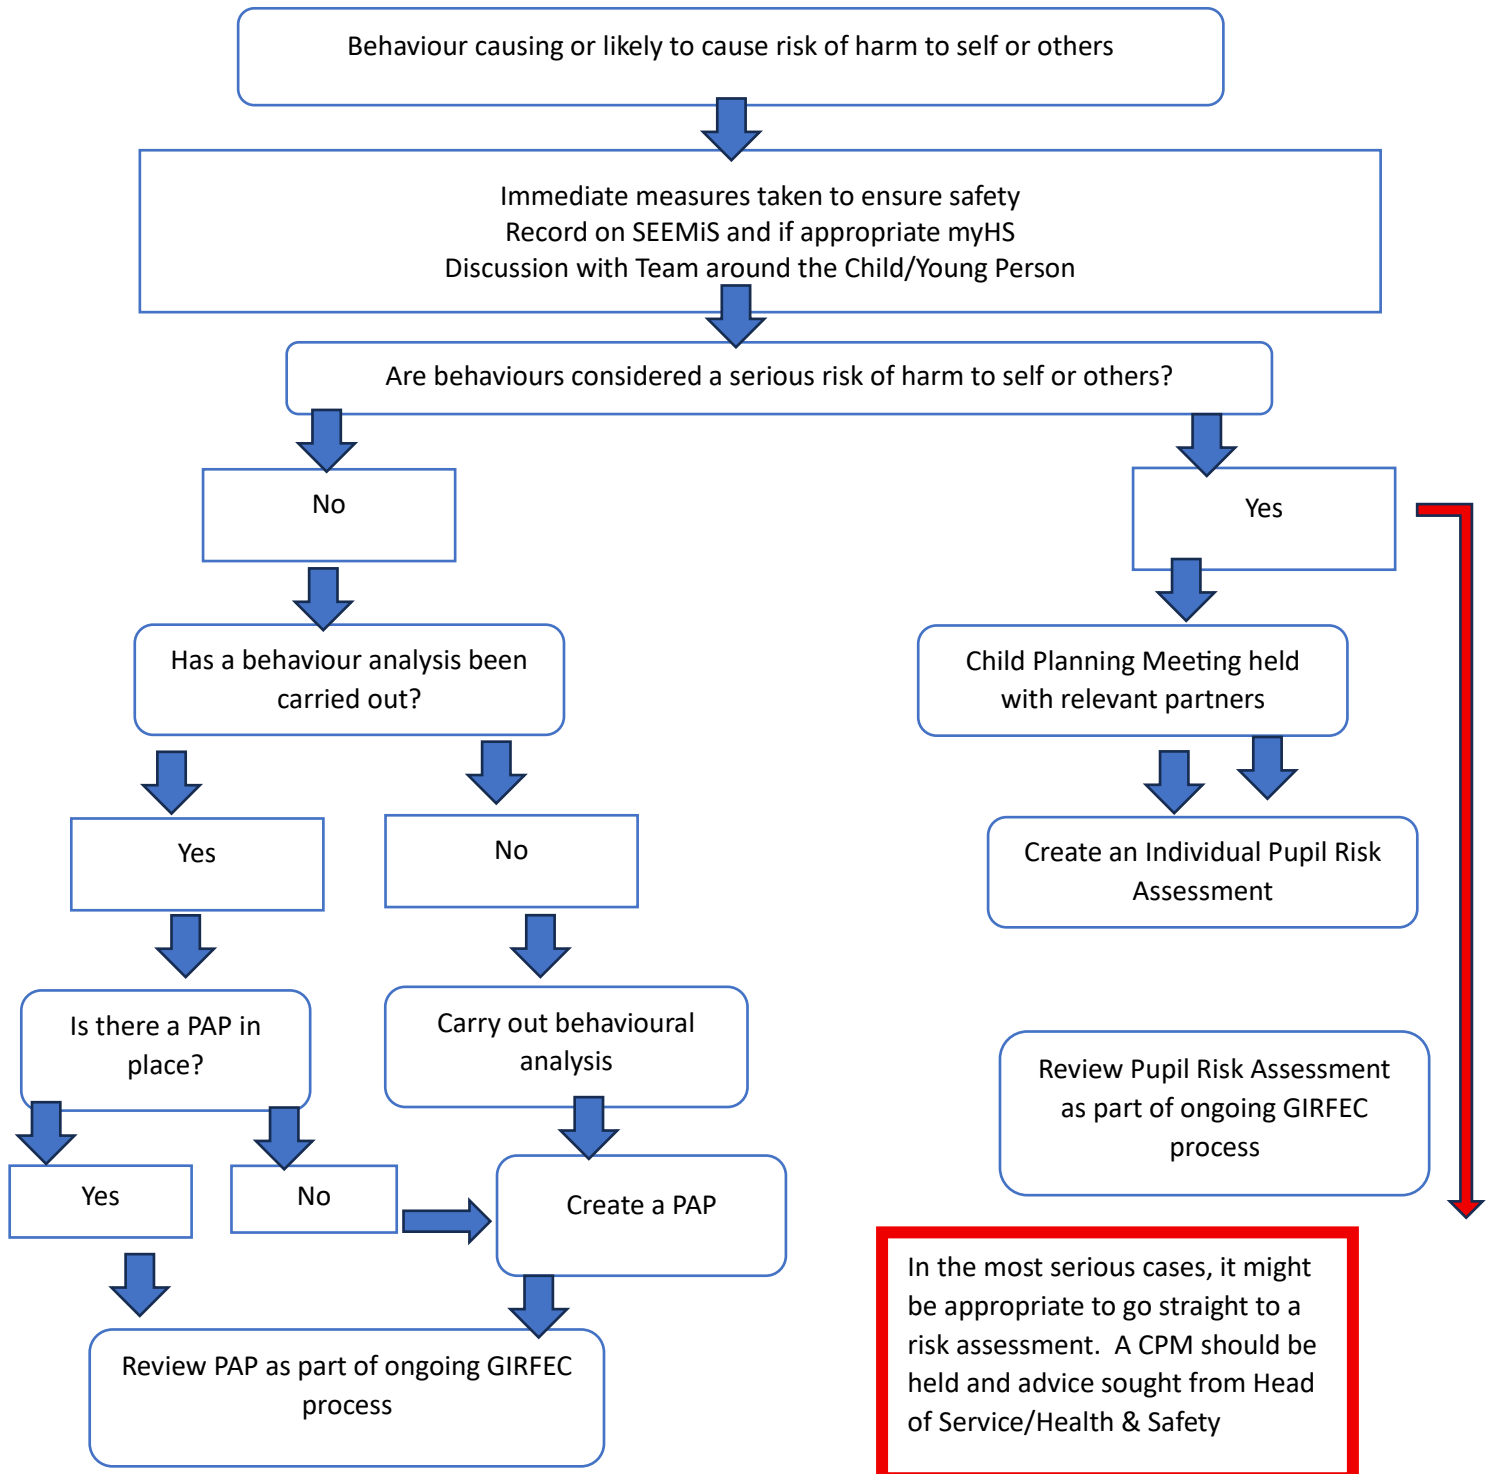 Behaviour causing or likely to cause risk of harm to self or others
Immediate measures taken to ensure safety
Record on SEEMiS and if appropriate myHS
Discussion with Team around the Child/Young Person
Are behaviours considered a serious risk of harm to self or others?
No
Yes
Has a behaviour analysis been
carried out?
Child Planning Meeting held
with relevant partners
Yes
No
Create an Individual Pupil Risk
Assessment
Is there a PAP in
place?
Carry out behavioural
analysis
Review Pupil Risk Assessment
as part of ongoing GIRFEC
process
Yes
No
Create a PAP
Review PAP as part of ongoing GIRFEC
process
In the most serious cases, it might
be appropriate to go straight to a
risk assessment.  A CPM should be
held and advice sought from Head
of Service/Health & Safety